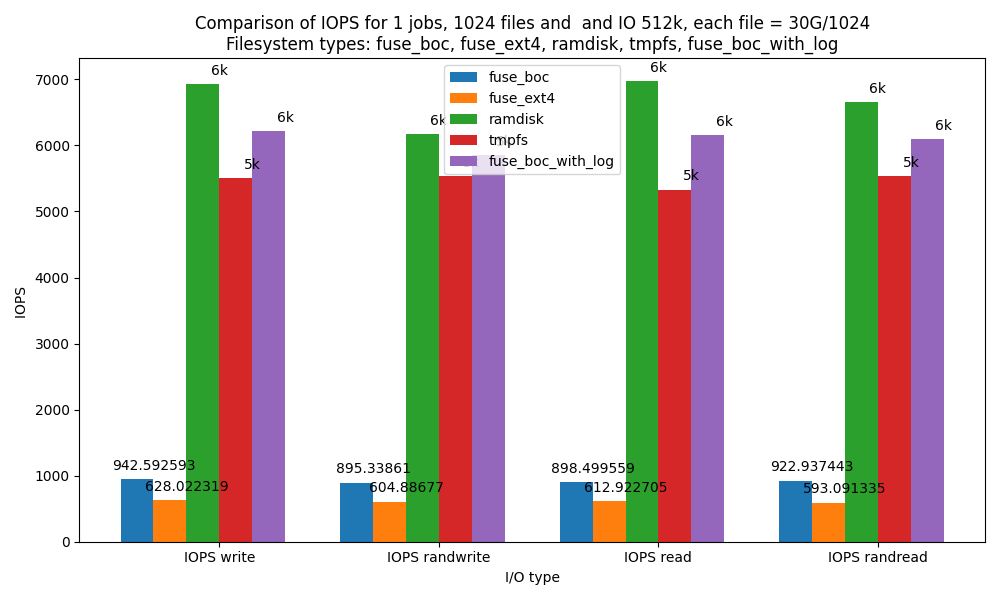 Comparison of IOPS for 1 jobs, 1024 files and  and IO 512k, each file = 30G/1024
Filesystem types: fuse_boc, fuse_ext4, ramdisk, tmpfs, fuse_boc_with_log
fuse_boc
fuse_ext4
ramdisk
tmpfs
fuse_boc_with_log
IOPS
7000
6000
5000
4000
3000
2000
1000
0
942.592593
628.022319
6k
5k
6k
895.33861
604.88677
6k
898.499559
612.922705
6k
5k
6k
922.937443
593.091335
6k
5k
6k
IOPS write
IOPS randwrite
IOPS read
IOPS randread
I/O type